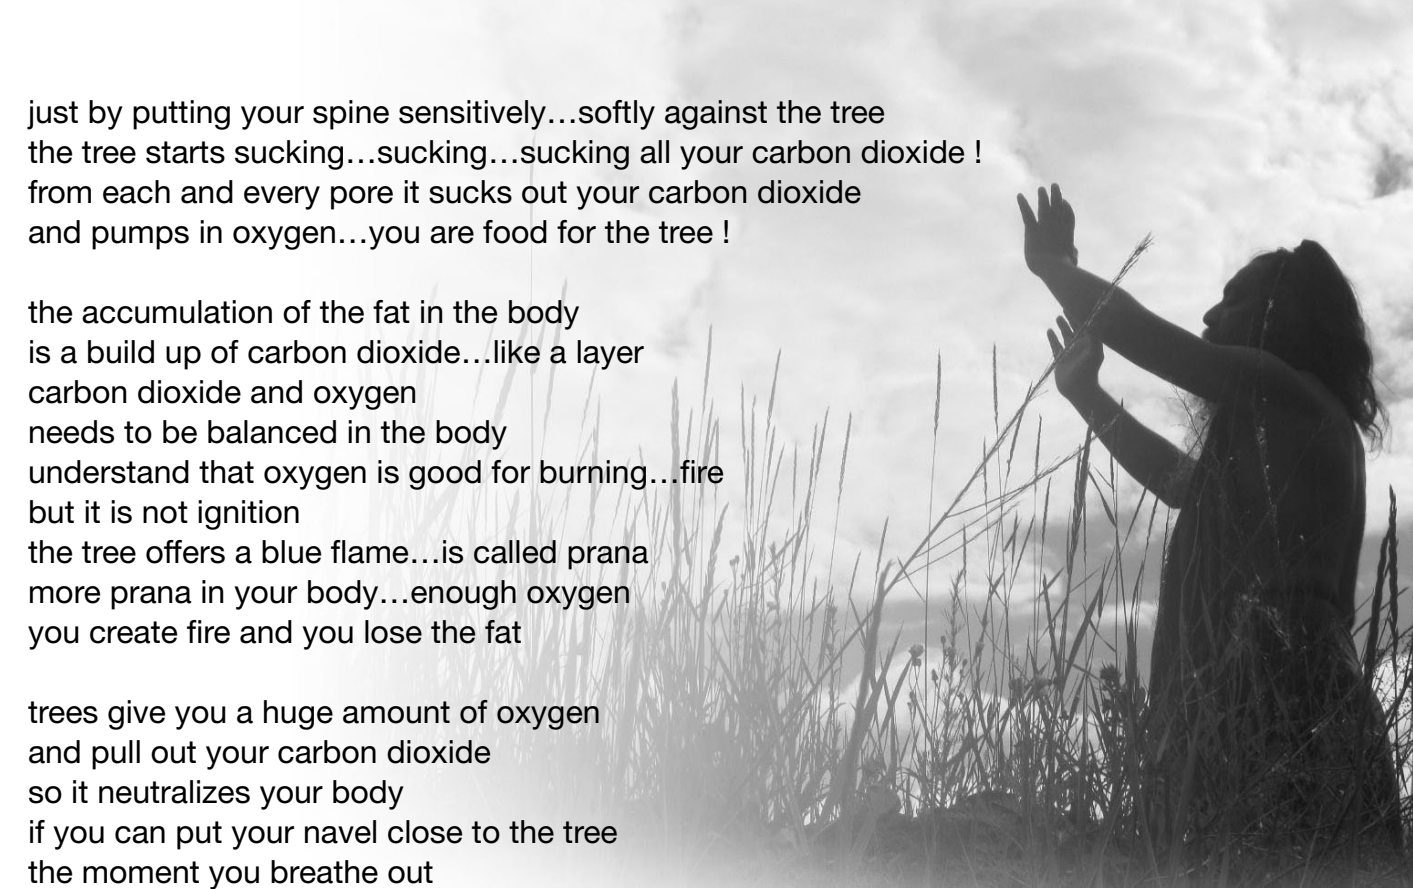 just by putting your spine sensitively…softly against the tree
the tree starts sucking…sucking…sucking all your carbon dioxide !
from each and every pore it sucks out your carbon dioxide
and pumps in oxygen…you are food for the tree !
the accumulation of the fat in the body
is a build up of carbon dioxide…like a layer
carbon dioxide and oxygen
needs to be balanced in the body
understand that oxygen is good for burning…fire
but it is not ignition
the tree offers a blue flame…is called prana
more prana in your body…enough oxygen
you create fire and you lose the fat
trees give you a huge amount of oxygen
and pull out your carbon dioxide
so it neutralizes your body
if you can put your navel close to the tree
the moment you breathe out